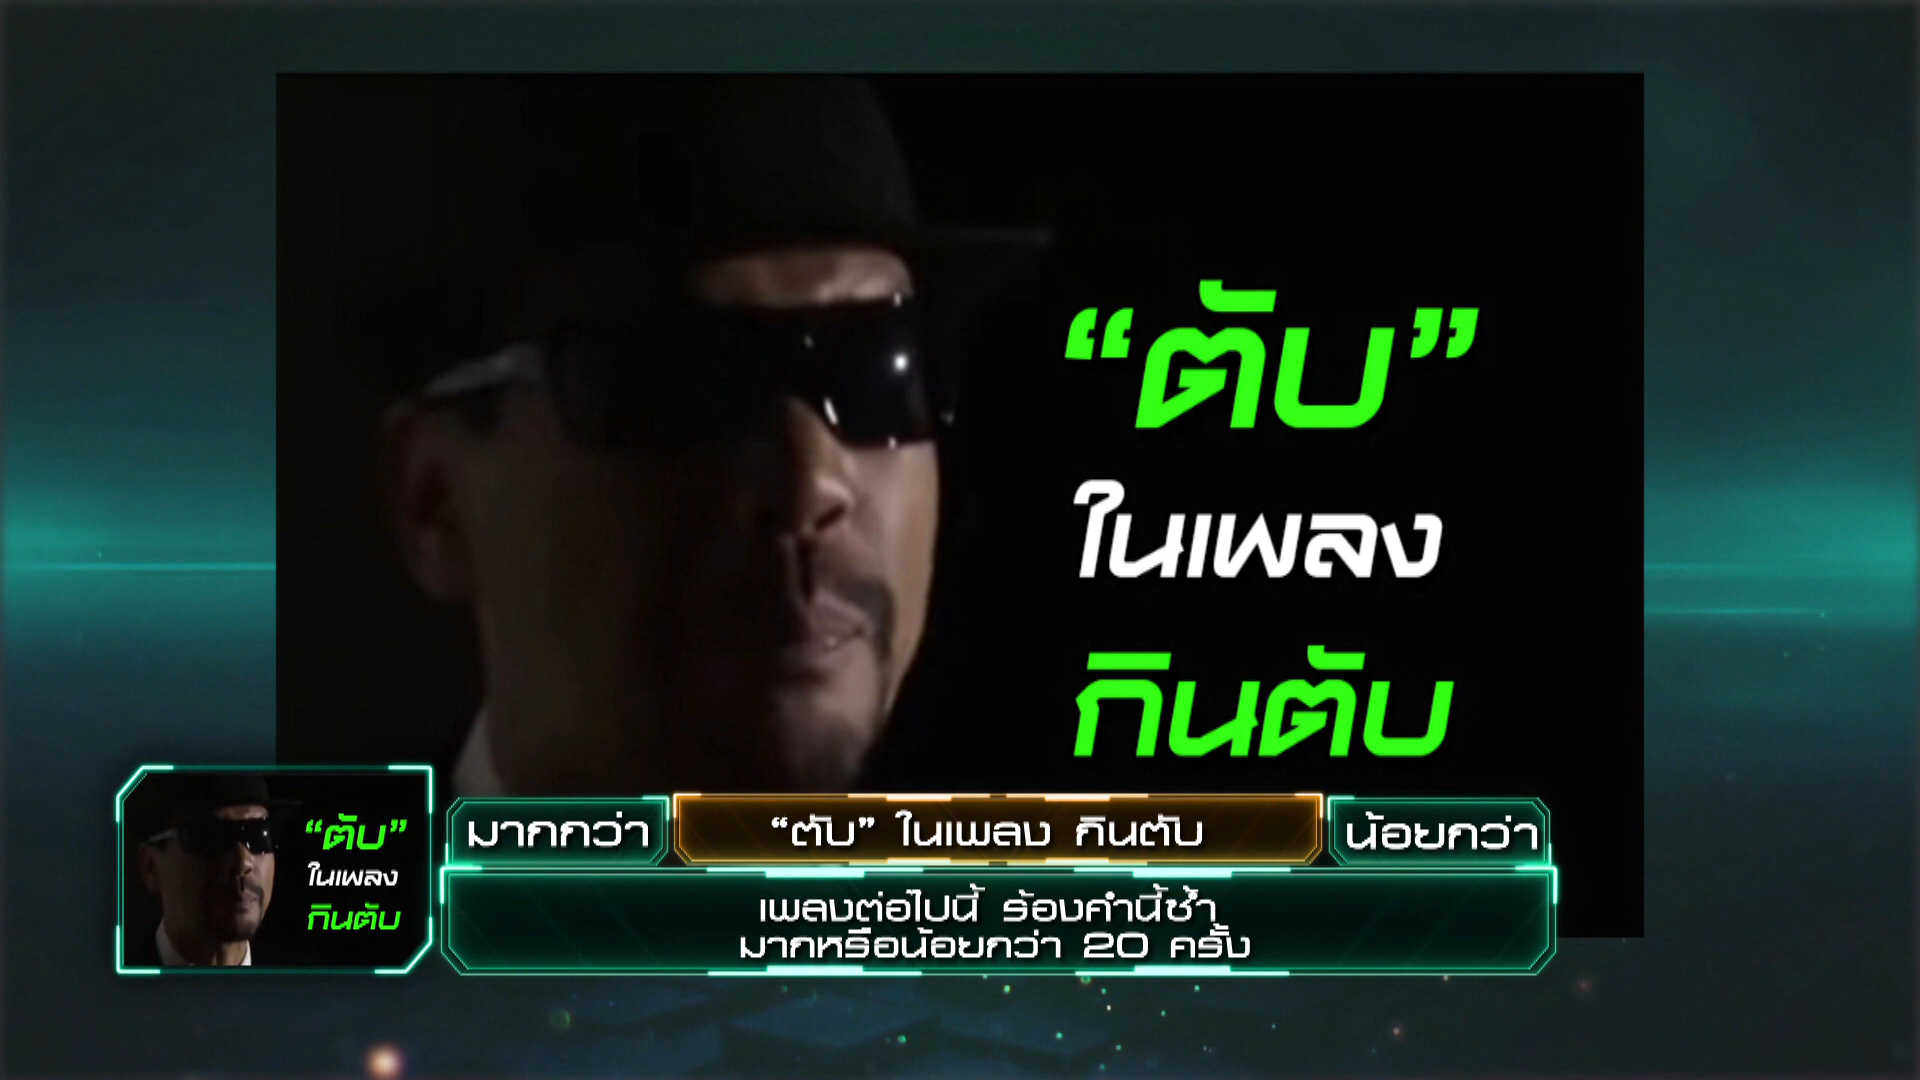 “ตับ”
ในเพลง
กินตับ
“ตับ”
ในเพลง
กินตับ
มากกว่า
“ตับ” ในเพลง กินตับ
น้อยกว่า
เพลงต่อไปนี้ ร้องคำนี้ซ้ำ
มากหรือน้อยกว่า 20 ครั้ง